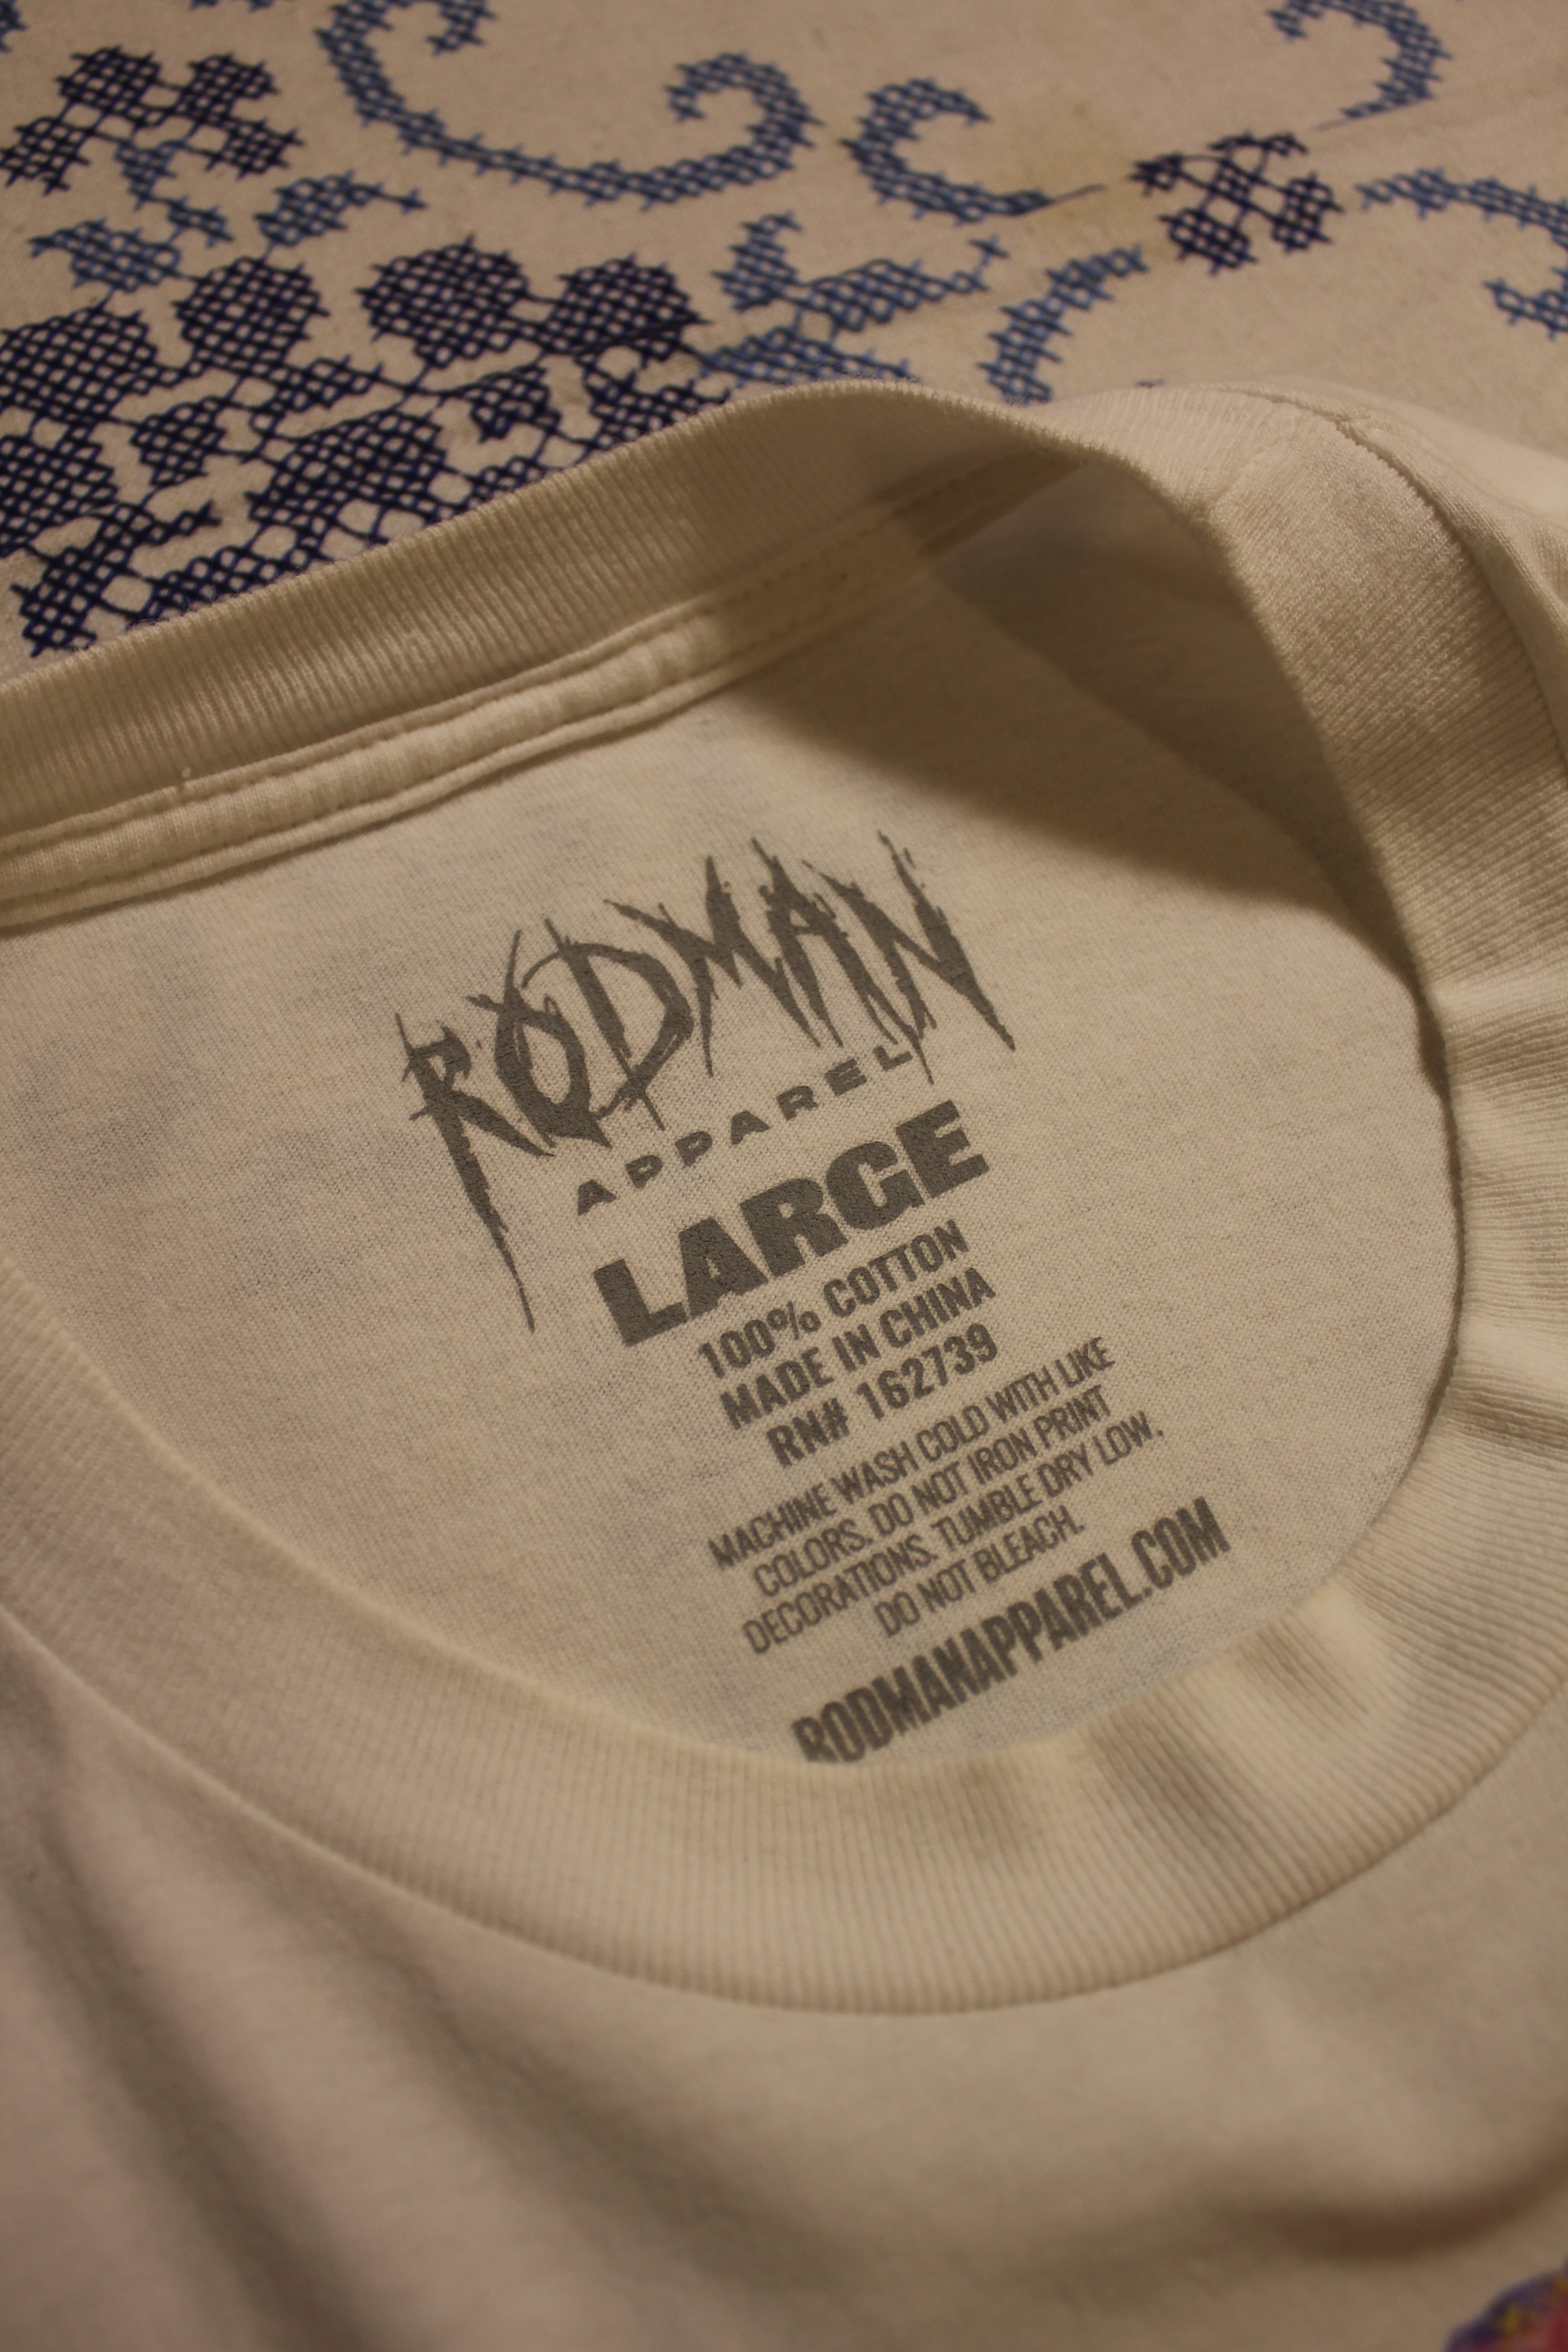 RODMAN
APPAREL
LARGE
100% COTTON
MADE IN CHINA
RN# 162739
MACHINE WASH COLD WITH LIKE
COLORS. DO NOT IRON PRINT
DECORATIONS. TUMBLE DRY LOW.
DO NOT BLEACH.
RODMANAPPAREL.COM